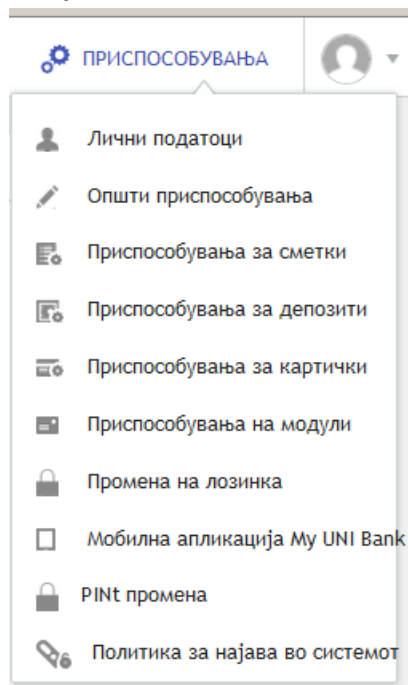 ПРИСПОСОБУВАЊА
Лични податоци
Општи приспособувања
Приспособувања за сметки
Приспособувања за депозити
Приспособувања за картички
Приспособувања на модули
Промена на лозинка
Мобилна апликација My UNI Bank
PINt промена
Политика за најава во системот